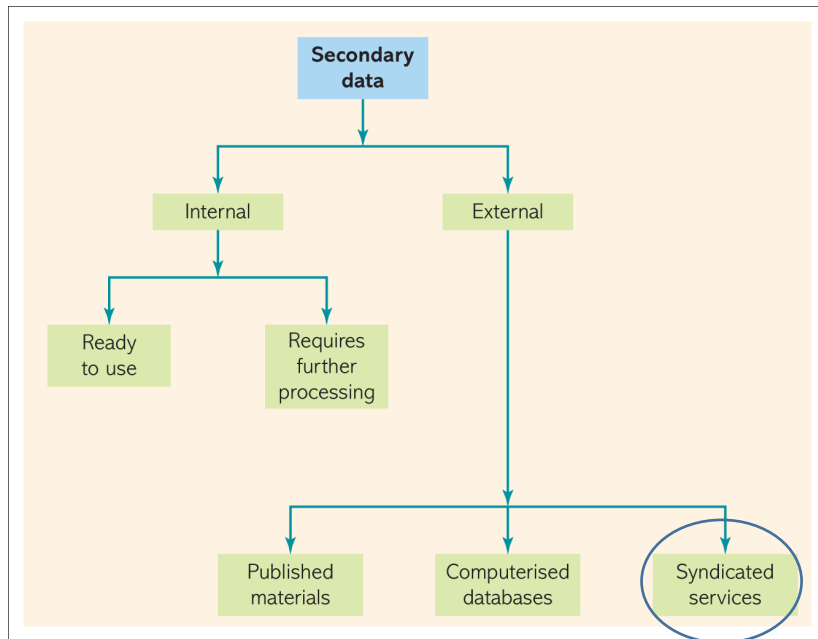 Secondary
data
Internal
External
Ready
to use
Requires
further
processing
Published
materials
Computerised
databases
Syndicated
services